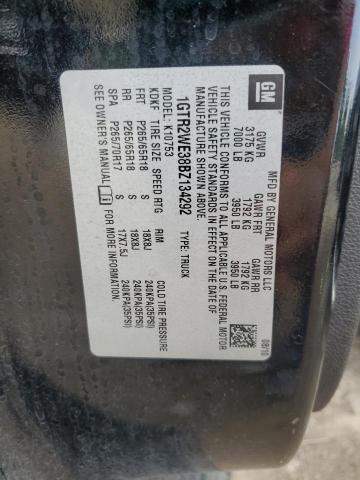 GM
MFD BY GENERAL MOTORS LLC
08/10
GVWR GAWR FRT GAWR RR
3175 KG 1792 KG 1792 KG
7000 LB 3950 LB 3950 LB
THIS VEHICLE CONFORMS TO ALL APPLICABLE U.S. FEDERAL MOTOR
VEHICLE SAFETY STANDARDS IN EFFECT ON THE DATE OF
MANUFACTURE SHOWN ABOVE.
1GTR2WE38BZ134292 TYPE: TRUCK
MODEL: K10753
KDKF TIRE SIZE SPEED RTG RIM COLD TIRE PRESSURE
FRT P265/65R18 S 18X8J 240KPA(35PSI)
RR P265/65R18 S 18X8J 240KPA(35PSI)
SPA P265/70R17 S 17X7.5J 240KPA(35PSI)
SEE OWNER'S MANUAL FOR MORE INFORMATION.